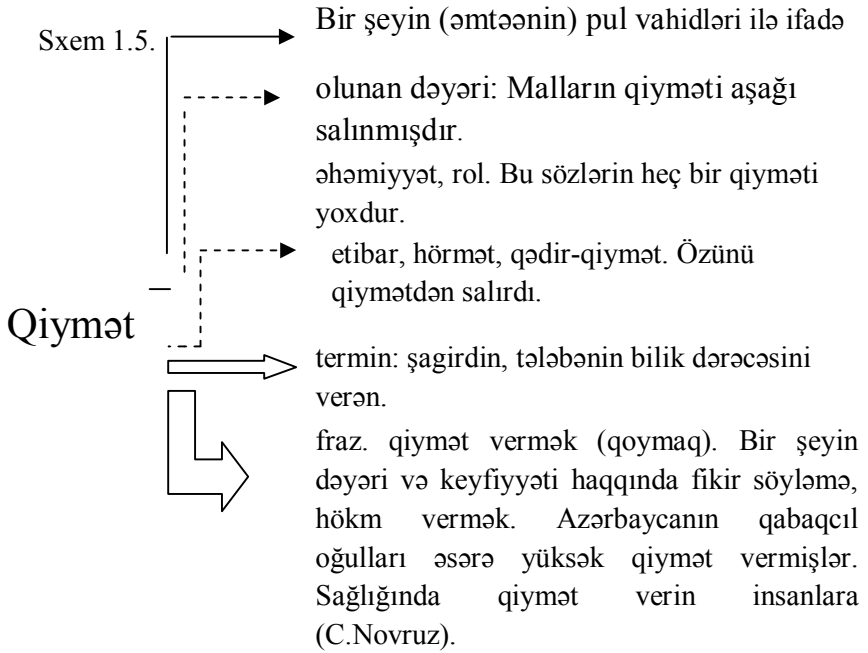 Sxem 1.5.
Bir şeyin (əmtəənin) pul vahidləri ilə ifadə
olunan dəyəri: Malların qiyməti aşağı
salınmışdır.
əhəmiyyət, rol. Bu sözlərin heç bir qiyməti
yoxdur.
etibar, hörmət, qədir-qiymət. Özünü
qiymətdən salırdı.
Qiymət
termin: şagirdin, tələbənin bilik dərəcəsini
verən.
fraz. qiymət vermək (qoymaq). Bir şeyin
dəyəri və keyfiyyəti haqqında fikir söyləmə,
hökm vermək. Azərbaycanın qabaqcıl
oğulları əsərə yüksək qiymət vermişlər.
Sağlığında qiymət verin insanlara
(C.Novruz).